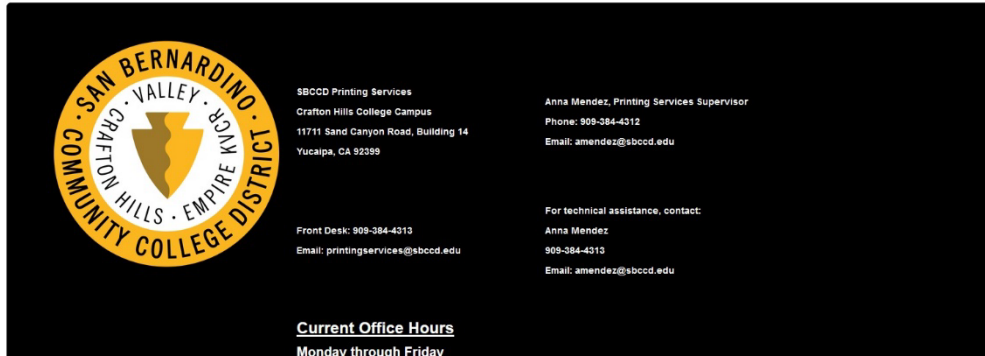 SAN BERNARDINO
COMMUNITY COLLEGE DISTRICT
VALLEY · EMPIRE KVCR
CRAFTON HILLS
SBCCD Printing Services
Crafton Hills College Campus
11711 Sand Canyon Road, Building 14
Yucaipa, CA 92399
Anna Mendez, Printing Services Supervisor
Phone: 909-384-4312
Email: amendez@sbccd.edu
Front Desk: 909-384-4313
Email: printingservices@sbccd.edu
For technical assistance, contact:
Anna Mendez
909-384-4313
Email: amendez@sbccd.edu
Current Office Hours
Monday through Friday